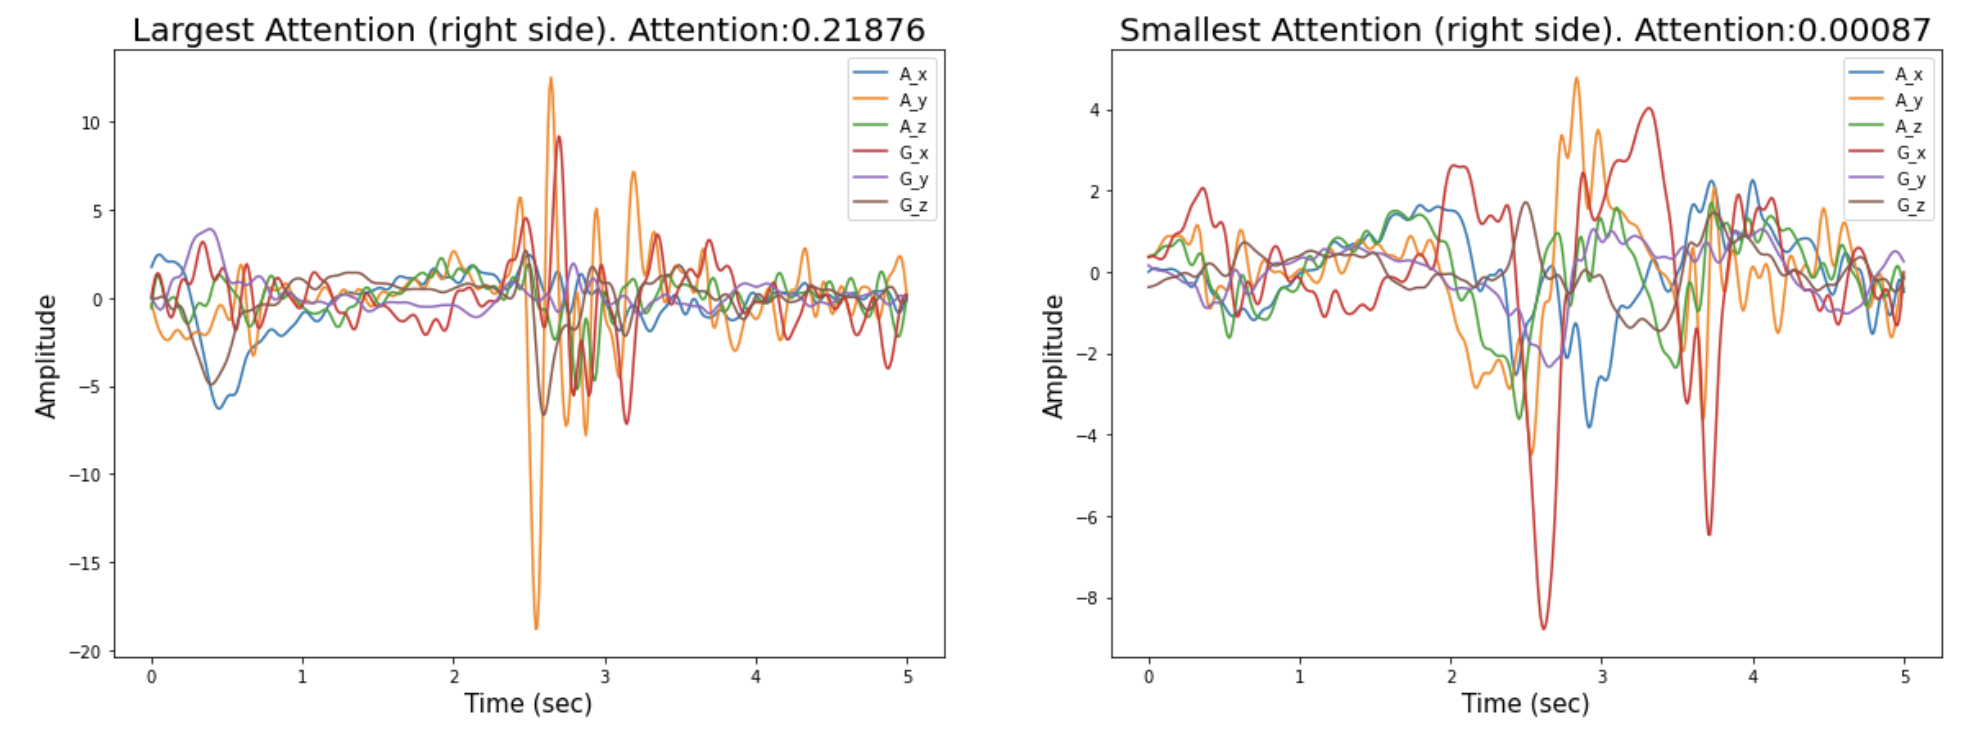 Largest Attention (right side). Attention:0.21876
A_x
A_y
A_z
G_x
G_y
G_z
10
5
0
−5
−10
−15
−20
Amplitude
0 1 2 3 4 5
Time (sec)
Smallest Attention (right side). Attention:0.00087
A_x
A_y
A_z
G_x
G_y
G_z
4
2
0
−2
−4
−6
−8
Amplitude
0 1 2 3 4 5
Time (sec)